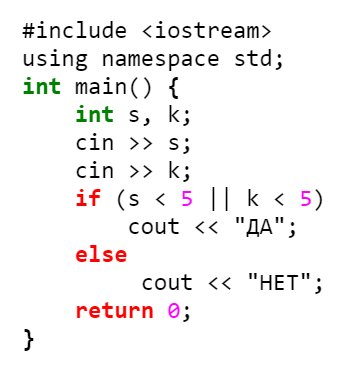 #include <iostream>
using namespace std;
int main() {
    int s, k;
    cin >> s;
    cin >> k;
    if (s < 5 || k < 5)
        cout << "ДА";
    else
         cout << "НЕТ";
    return 0;
}